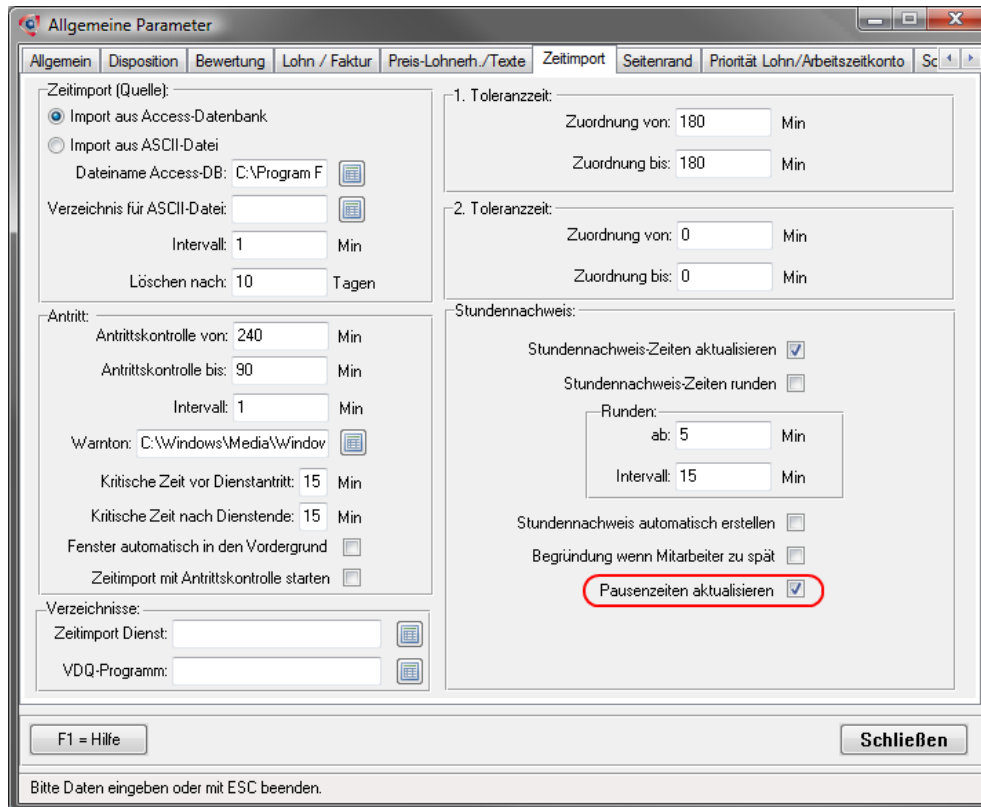 Allgemeine Parameter
Allgemein Disposition Bewertung Lohn / Faktur Preis-Lohnerh./Texte Zeitimport Seitenrand Priorität Lohn/Arbeitszeitkonto Sc
Zeitimport (Quelle):
Import aus Access-Datenbank
Import aus ASCII-Datei
Dateiname Access-DB: C:\Program F
Verzeichnis für ASCII-Datei:
Intervall: 1 Min
Löschen nach: 10 Tagen
Antritt:
Antrittskontrolle von: 240 Min
Antrittskontrolle bis: 90 Min
Intervall: 1 Min
Warnton: C:\Windows\Media\Window
Kritische Zeit vor Dienstantritt: 15 Min
Kritische Zeit nach Dienstende: 15 Min
Fenster automatisch in den Vordergrund
Zeitimport mit Antrittskontrolle starten
Verzeichnisse:
Zeitimport Dienst:
VDQ-Programm:
1. Toleranzzeit:
Zuordnung von: 180 Min
Zuordnung bis: 180 Min
2. Toleranzzeit:
Zuordnung von: 0 Min
Zuordnung bis: 0 Min
Stundennachweis:
Stundennachweis-Zeiten aktualisieren
Stundennachweis-Zeiten runden
Runden:
ab: 5 Min
Intervall: 15 Min
Stundennachweis automatisch erstellen
Begründung wenn Mitarbeiter zu spät
Pausenzeiten aktualisieren
F1 = Hilfe
Schließen
Bitte Daten eingeben oder mit ESC beenden.